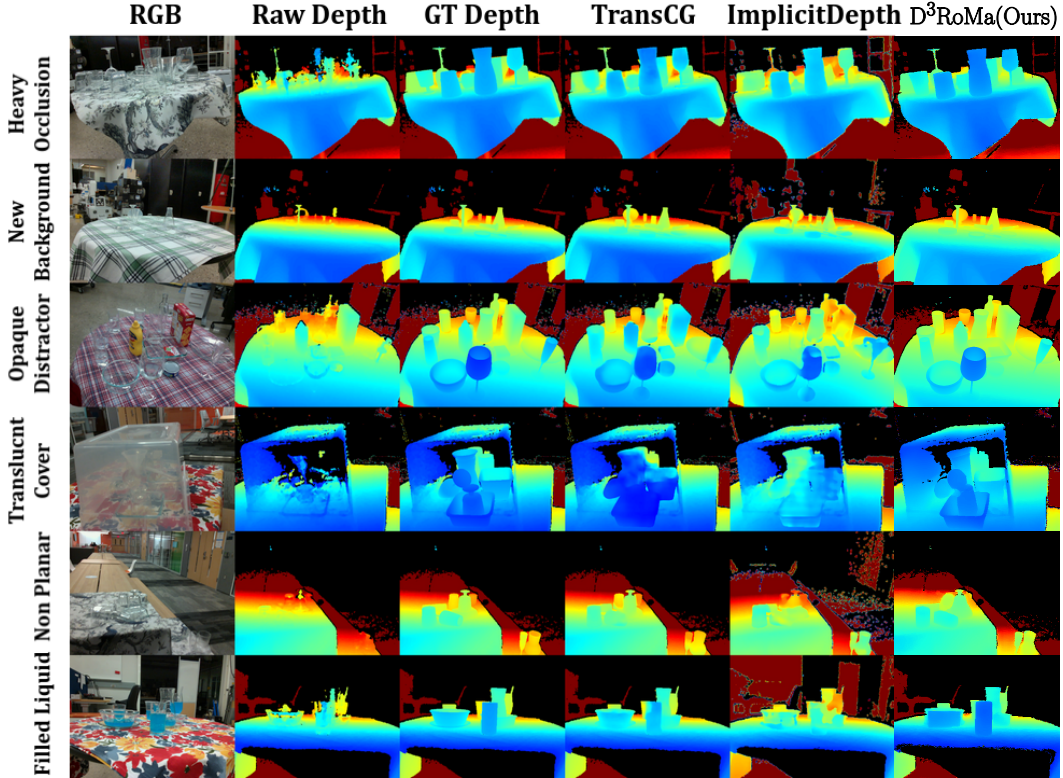 RGB Raw Depth GT Depth TransCG ImplicitDepth D³RoMa(Ours)
Heavy
Occlusion
New
Background
Opaque
Distractor
Translucnt
Cover
Non Planar
Filled Liquid